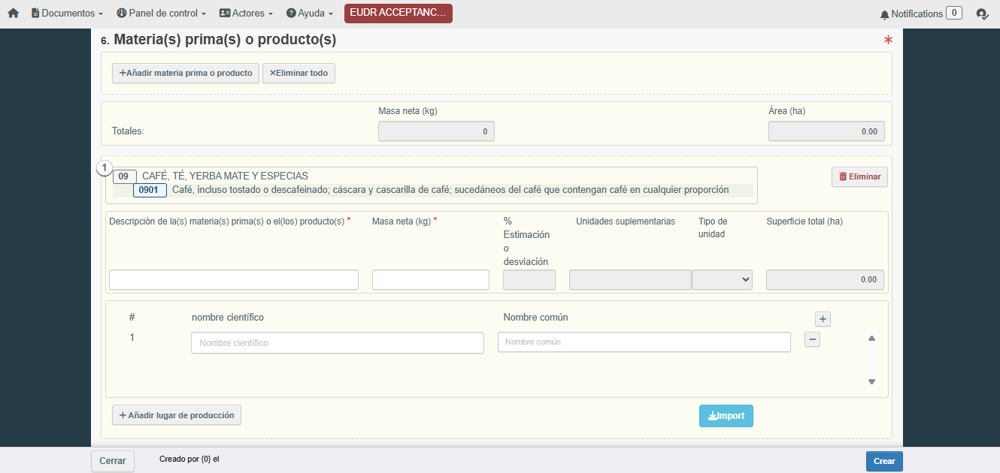 Documentos Panel de control Actores Ayuda EUDR ACCEPTANC... Notifications 0
6. Materia(s) prima(s) o producto(s) *
+Añadir materia prima o producto ×Eliminar todo
Masa neta (kg) Área (ha)
Totales: 0 0.00
1
09 CAFÉ, TÉ, YERBA MATE Y ESPECIAS Eliminar
0901 Café, incluso tostado o descafeinado; cáscara y cascarilla de café; sucedáneos del café que contengan café en cualquier proporción
Descripción de la(s) materia(s) prima(s) o el(los) producto(s) * Masa neta (kg) * % Unidades suplementarias Tipo de Superficie total (ha)
Estimación unidad
o
desviación
0.00
# nombre científico Nombre común +
1 Nombre científico Nombre común −
+ Añadir lugar de producción Import
Cerrar Creado por {0} el Crear